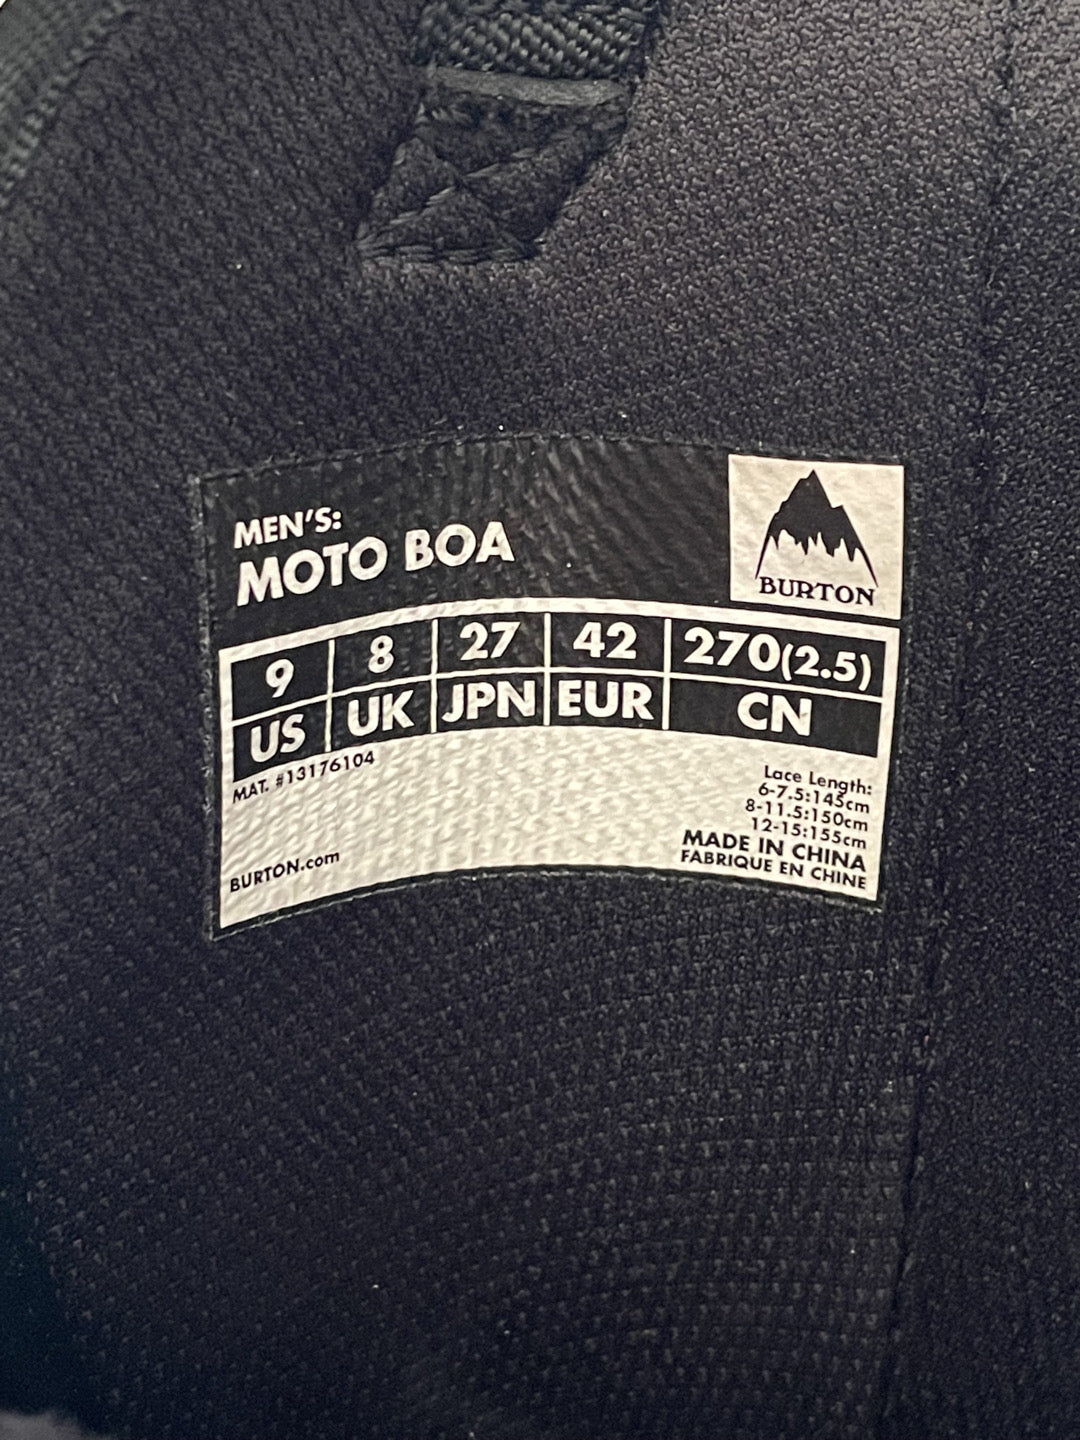 MEN'S:
MOTO BOA
BURTON
9 8 27 42 270(2.5)
US UK JPN EUR CN
MAT. #13176104
BURTON.com
Lace Length:
6-7.5:145cm
8-11.5:150cm
12-15:155cm
MADE IN CHINA
FABRIQUE EN CHINE